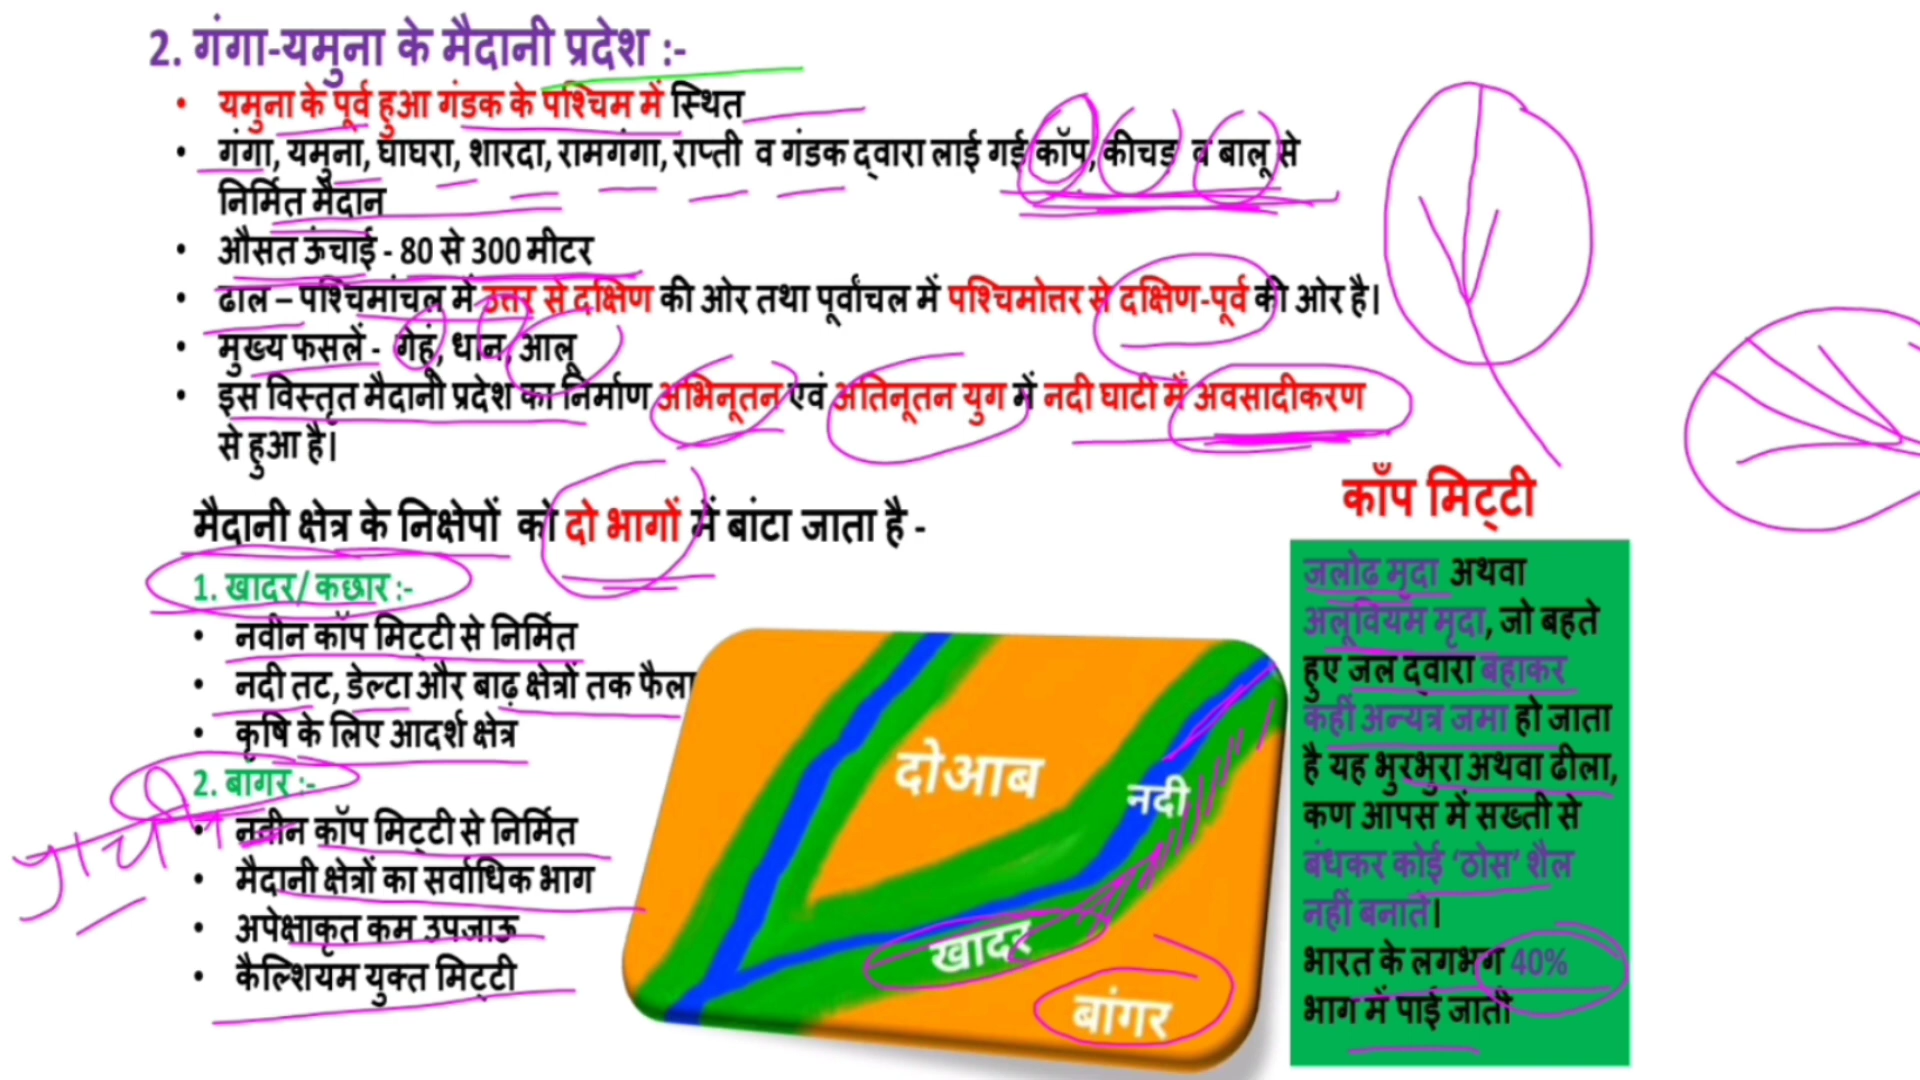 2. गंगा-यमुना के मैदानी प्रदेश :-
• यमुना के पूर्व हुआ गंडक के पश्चिम में स्थित
• गंगा, यमुना, घाघरा, शारदा, रामगंगा, राप्ती व गंडक द्वारा लाई गई कॉप, कीचड़ व बालू से
निर्मित मैदान
• औसत ऊंचाई - 80 से 300 मीटर
• ढाल – पश्चिमांचल में उत्तर से दक्षिण की ओर तथा पूर्वांचल में पश्चिमोत्तर से दक्षिण-पूर्व की ओर है।
• मुख्य फसलें - गेहूं, धान, आलू
• इस विस्तृत मैदानी प्रदेश का निर्माण अभिनूतन एवं अतिनूतन युग में नदी घाटी में अवसादीकरण
से हुआ है।
मैदानी क्षेत्र के निक्षेपों को दो भागों में बांटा जाता है -
1. खादर/ कछार :-
• नवीन कॉप मिट्टी से निर्मित
• नदी तट, डेल्टा और बाढ़ क्षेत्रों तक फैला
• कृषि के लिए आदर्श क्षेत्र
2. बागर :-
• नवीन कॉप मिट्टी से निर्मित
• मैदानी क्षेत्रों का सर्वाधिक भाग
• अपेक्षाकृत कम उपजाऊ
• कैल्शियम युक्त मिट्टी
दोआब
नदी
खादर
बांगर
कॉँप मिट्टी
जलोढ़ मृदा अथवा
अलूवियम मृदा, जो बहते
हुए जल द्वारा बहाकर
कहीं अन्यत्र जमा हो जाता
है यह भुरभुरा अथवा ढीला,
कण आपस में सख्ती से
बंधकर कोई 'ठोस' शैल
नहीं बनाते।
भारत के लगभग 40%
भाग में पाई जाती